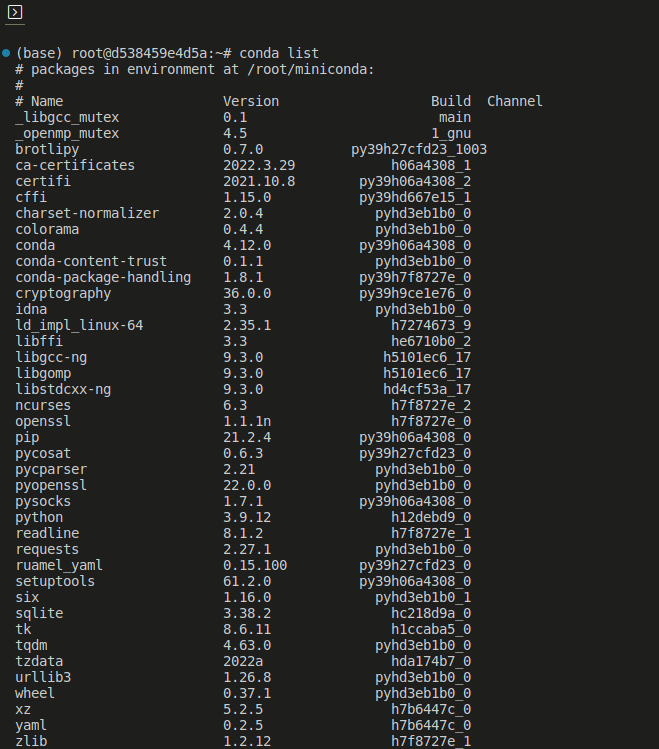 (base) root@d538459e4d5a:~# conda list
# packages in environment at /root/miniconda:
#
# Name                    Version                   Build  Channel
_libgcc_mutex             0.1                        main
_openmp_mutex             4.5                       1_gnu
brotlipy                  0.7.0           py39h27cfd23_1003
ca-certificates           2022.3.29            h06a4308_1
certifi                   2021.10.8        py39h06a4308_2
cffi                      1.15.0           py39hd667e15_1
charset-normalizer        2.0.4              pyhd3eb1b0_0
colorama                  0.4.4              pyhd3eb1b0_0
conda                     4.12.0           py39h06a4308_0
conda-content-trust       0.1.1              pyhd3eb1b0_0
conda-package-handling    1.8.1            py39h7f8727e_0
cryptography              36.0.0           py39h9ce1e76_0
idna                      3.3                pyhd3eb1b0_0
ld_impl_linux-64          2.35.1               h7274673_9
libffi                    3.3                  he6710b0_2
libgcc-ng                 9.3.0               h5101ec6_17
libgomp                   9.3.0               h5101ec6_17
libstdcxx-ng              9.3.0               hd4cf53a_17
ncurses                   6.3                  h7f8727e_2
openssl                   1.1.1n               h7f8727e_0
pip                       21.2.4           py39h06a4308_0
pycosat                   0.6.3            py39h27cfd23_0
pycparser                 2.21               pyhd3eb1b0_0
pyopenssl                 22.0.0             pyhd3eb1b0_0
pysocks                   1.7.1            py39h06a4308_0
python                    3.9.12               h12debd9_0
readline                  8.1.2                h7f8727e_1
requests                  2.27.1             pyhd3eb1b0_0
ruamel_yaml               0.15.100         py39h27cfd23_0
setuptools                61.2.0           py39h06a4308_0
six                       1.16.0             pyhd3eb1b0_1
sqlite                    3.38.2               hc218d9a_0
tk                        8.6.11               h1ccaba5_0
tqdm                      4.63.0             pyhd3eb1b0_0
tzdata                    2022a                hda174b7_0
urllib3                   1.26.8             pyhd3eb1b0_0
wheel                     0.37.1             pyhd3eb1b0_0
xz                        5.2.5                h7b6447c_0
yaml                      0.2.5                h7b6447c_0
zlib                      1.2.12               h7f8727e_1